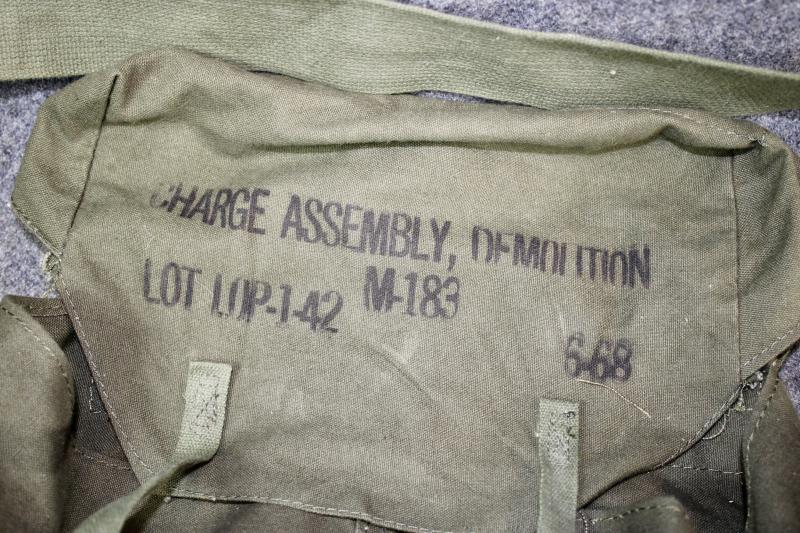 CHARGE ASSEMBLY, DEMOLITION
M-183
LOT LOP-1-42
6-68